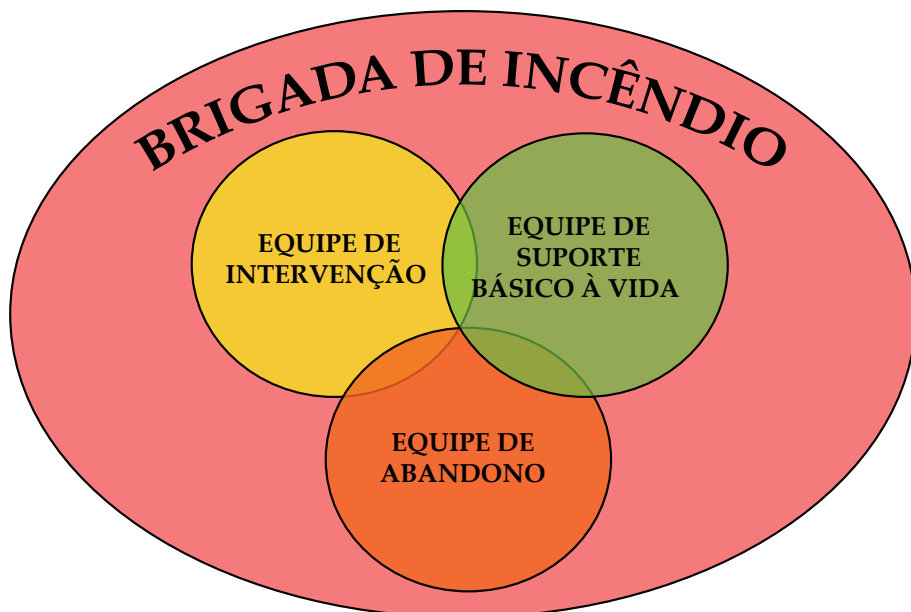 BRIGADA DE INCÊNDIO
EQUIPE DE
INTERVENÇÃO
EQUIPE DE
SUPORTE
BÁSICO À VIDA
EQUIPE DE
ABANDONO